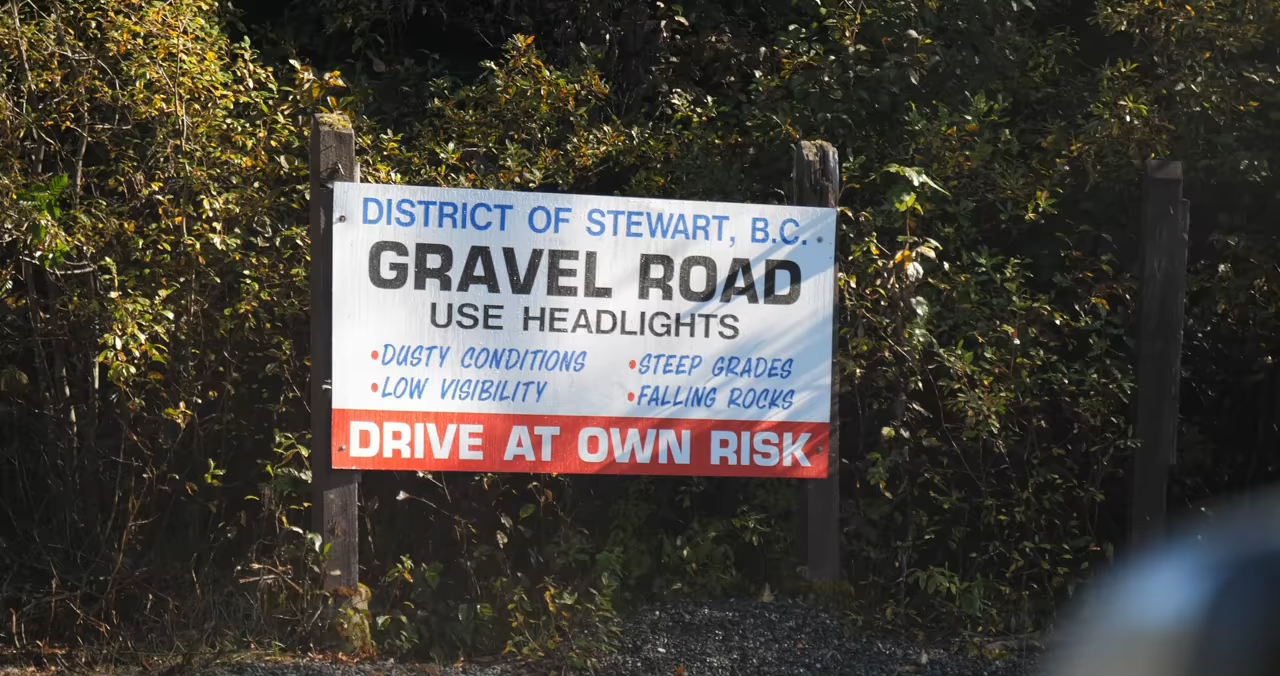 DISTRICT OF STEWART, B.C.
GRAVEL ROAD
USE HEADLIGHTS
•DUSTY CONDITIONS •STEEP GRADES
•LOW VISIBILITY •FALLING ROCKS
DRIVE AT OWN RISK